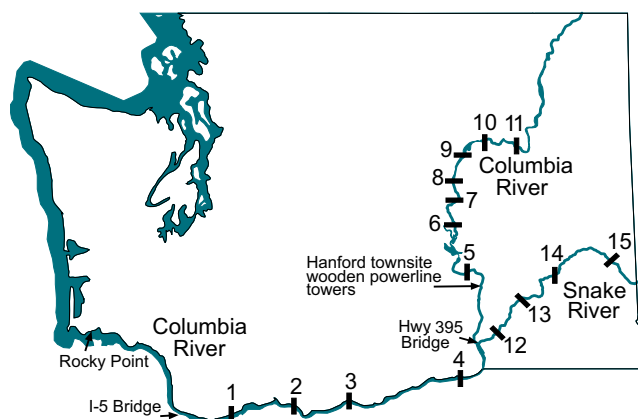 10 11
9
Columbia
River
8
7
6
5
15
14
Hanford townsite
wooden powerline
towers
Snake
River
13
Columbia
River
Hwy 395
Bridge
12
Rocky Point
4
I-5 Bridge
1 2 3